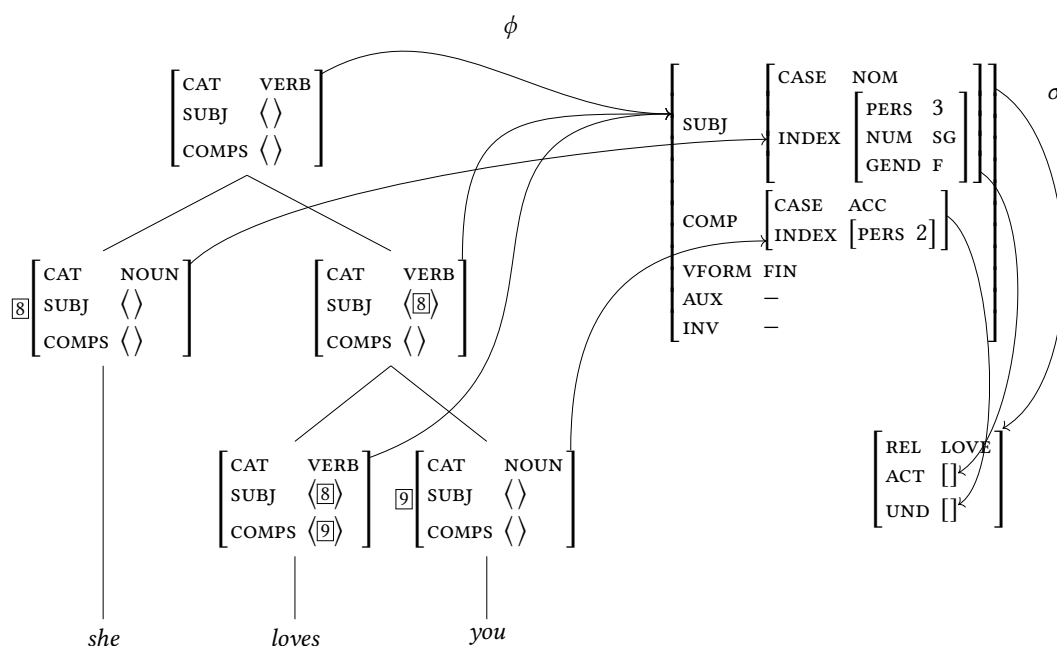 ϕ
CAT VERB
SUBJ ⟨⟩
COMPS ⟨⟩
SUBJ
CASE NOM
INDEX
PERS 3
NUM SG
GEND F
σ
COMP
CASE ACC
INDEX [PERS 2]
VFORM FIN
AUX −
INV −
8
CAT NOUN
SUBJ ⟨⟩
COMPS ⟨⟩
CAT VERB
SUBJ ⟨8⟩
COMPS ⟨⟩
CAT VERB
SUBJ ⟨8⟩
COMPS ⟨9⟩
9
CAT NOUN
SUBJ ⟨⟩
COMPS ⟨⟩
REL LOVE
ACT []
UND []
she loves you